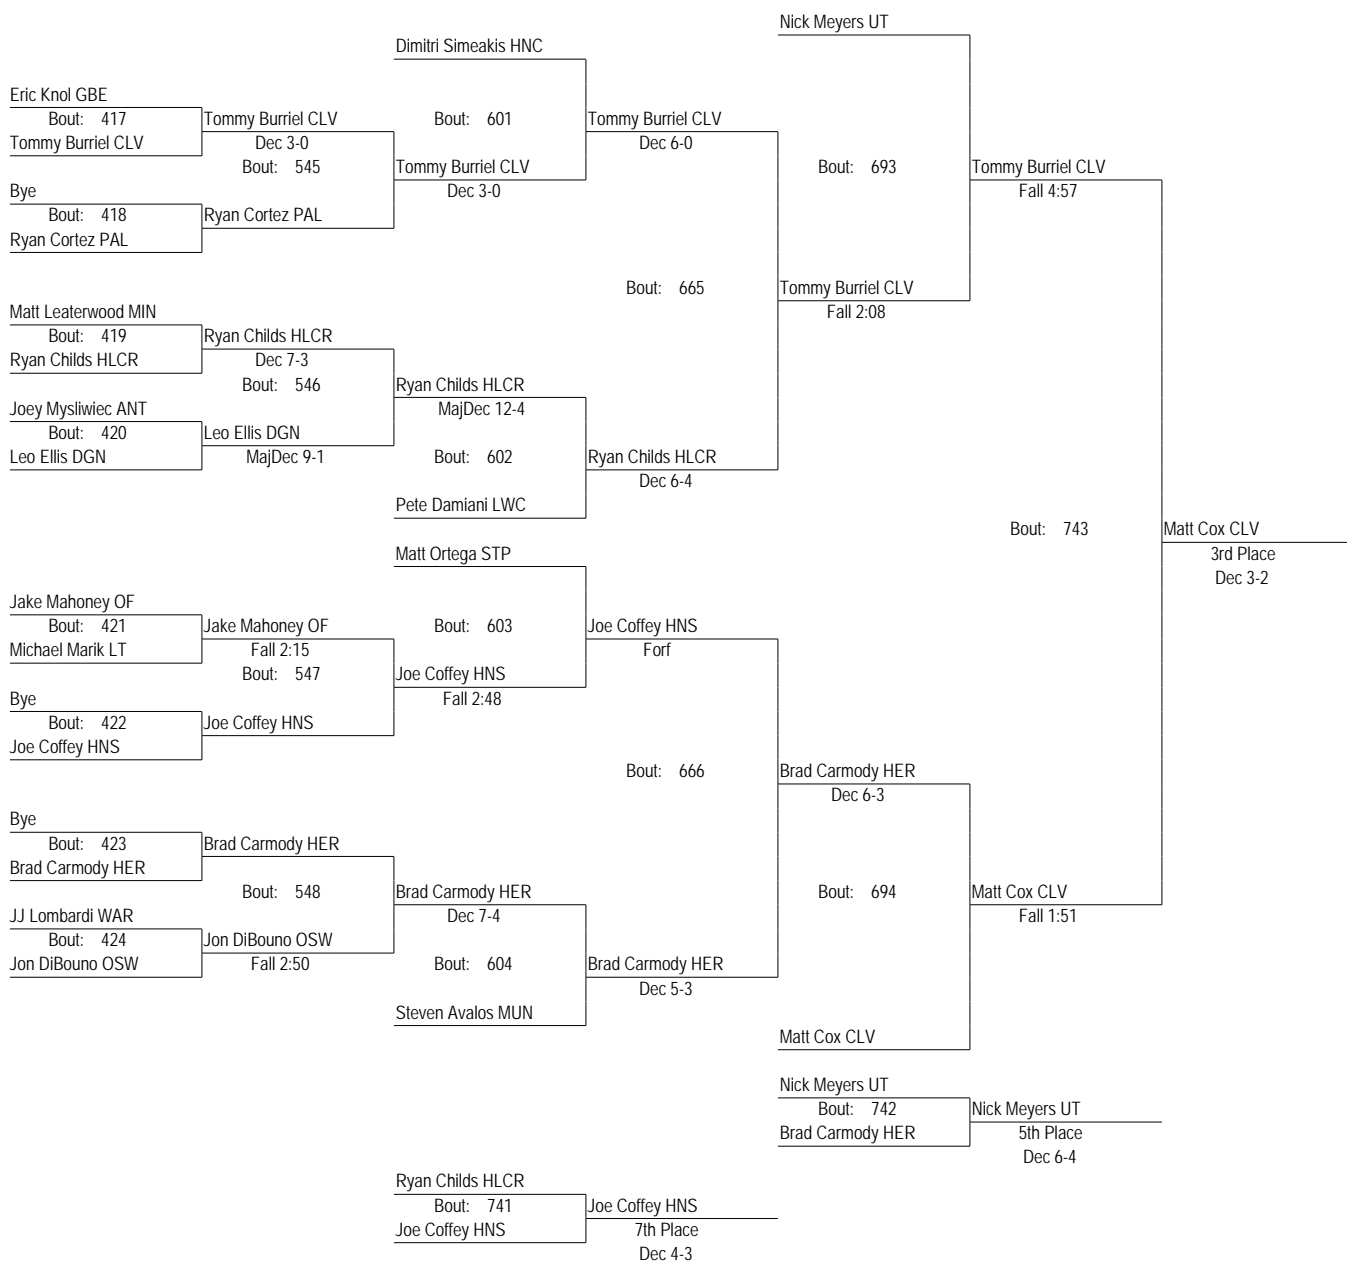 Nick Meyers UT
Dimitri Simeakis HNC
Eric Knol GBE
Bout: 417
Tommy Burriel CLV
Tommy Burriel CLV
Dec 3-0
Bout: 545
Bout: 601
Tommy Burriel CLV
Dec 6-0
Tommy Burriel CLV
Dec 3-0
Bout: 693
Tommy Burriel CLV
Fall 4:57
Bye
Bout: 418
Ryan Cortez PAL
Ryan Cortez PAL
Bout: 665
Tommy Burriel CLV
Fall 2:08
Matt Leaterwood MIN
Bout: 419
Ryan Childs HLCR
Ryan Childs HLCR
Dec 7-3
Bout: 546
Ryan Childs HLCR
MajDec 12-4
Joey Mysliwiec ANT
Bout: 420
Leo Ellis DGN
Leo Ellis DGN
MajDec 9-1
Bout: 602
Ryan Childs HLCR
Dec 6-4
Pete Damiani LWC
Bout: 743
Matt Cox CLV
3rd Place
Dec 3-2
Matt Ortega STP
Jake Mahoney OF
Bout: 421
Michael Marik LT
Jake Mahoney OF
Fall 2:15
Bout: 547
Bout: 603
Joe Coffey HNS
Forf
Joe Coffey HNS
Fall 2:48
Bye
Bout: 422
Joe Coffey HNS
Joe Coffey HNS
Bout: 666
Brad Carmody HER
Dec 6-3
Bye
Bout: 423
Brad Carmody HER
Brad Carmody HER
Bout: 548
Brad Carmody HER
Dec 7-4
Bout: 694
Matt Cox CLV
Fall 1:51
JJ Lombardi WAR
Bout: 424
Jon DiBouno OSW
Jon DiBouno OSW
Fall 2:50
Bout: 604
Brad Carmody HER
Dec 5-3
Steven Avalos MUN
Matt Cox CLV
Nick Meyers UT
Bout: 742
Brad Carmody HER
Nick Meyers UT
5th Place
Dec 6-4
Ryan Childs HLCR
Bout: 741
Joe Coffey HNS
Joe Coffey HNS
7th Place
Dec 4-3